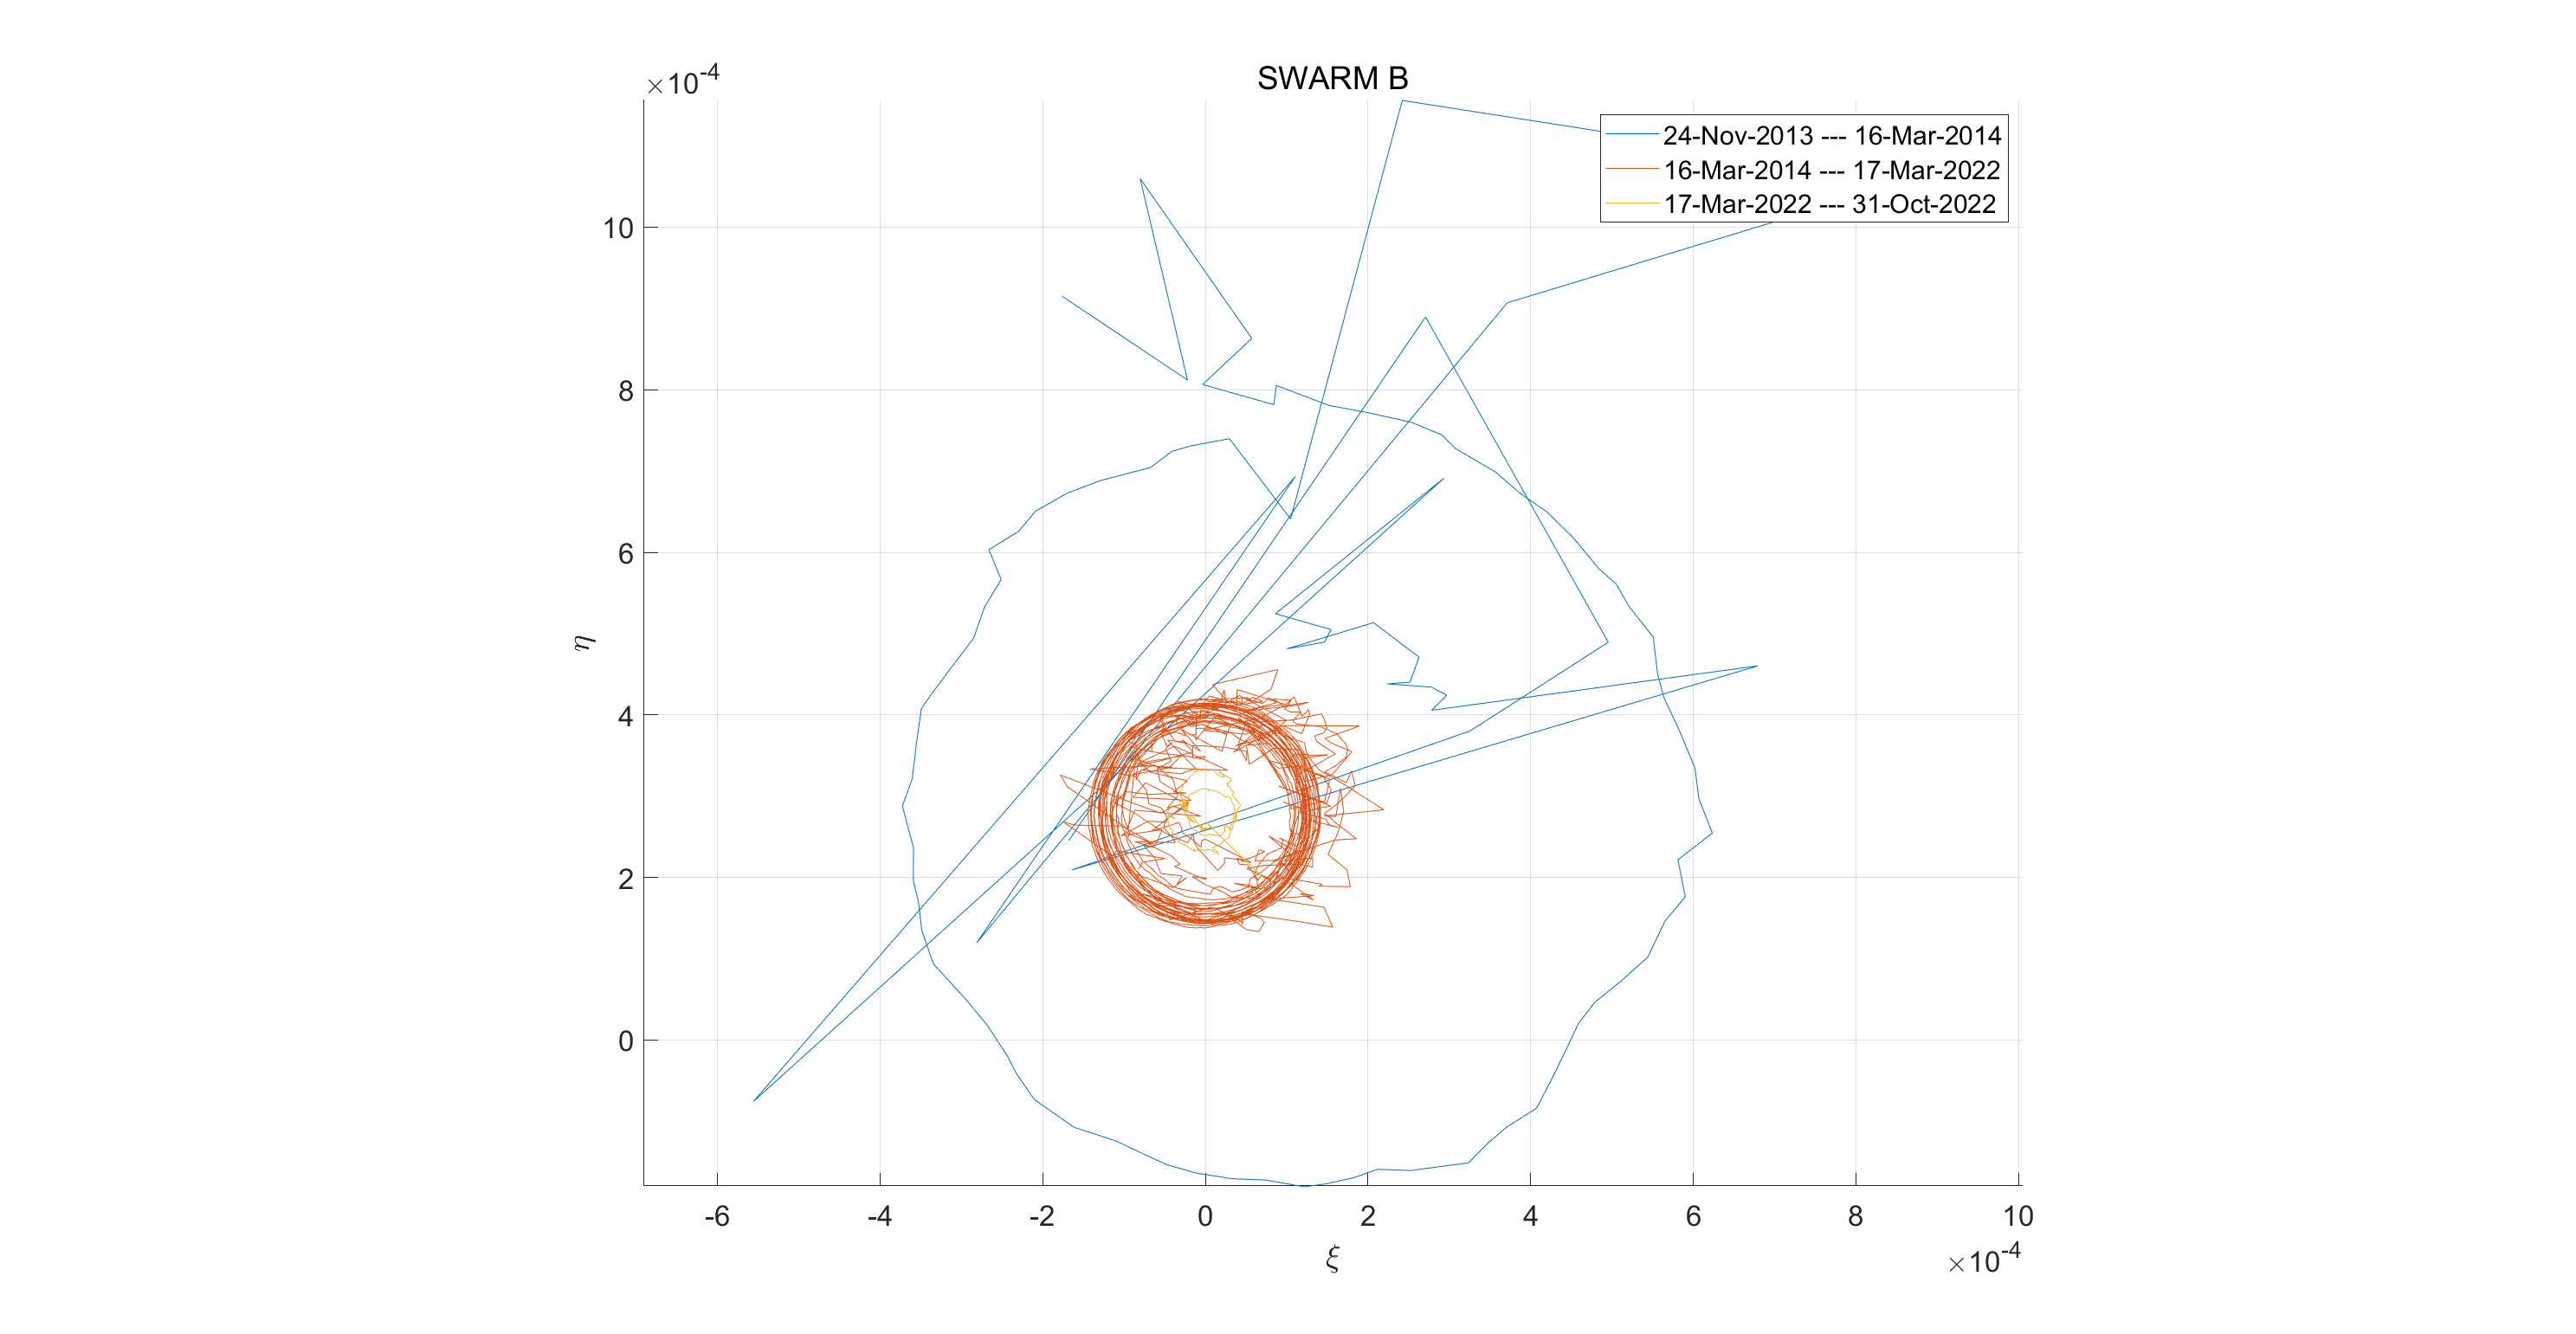 SWARM B
×10-4
24-Nov-2013 --- 16-Mar-2014
16-Mar-2014 --- 17-Mar-2022
17-Mar-2022 --- 31-Oct-2022
10
8
6
4
2
0
η
-6 -4 -2 0 2 4 6 8 10
ξ
×10-4